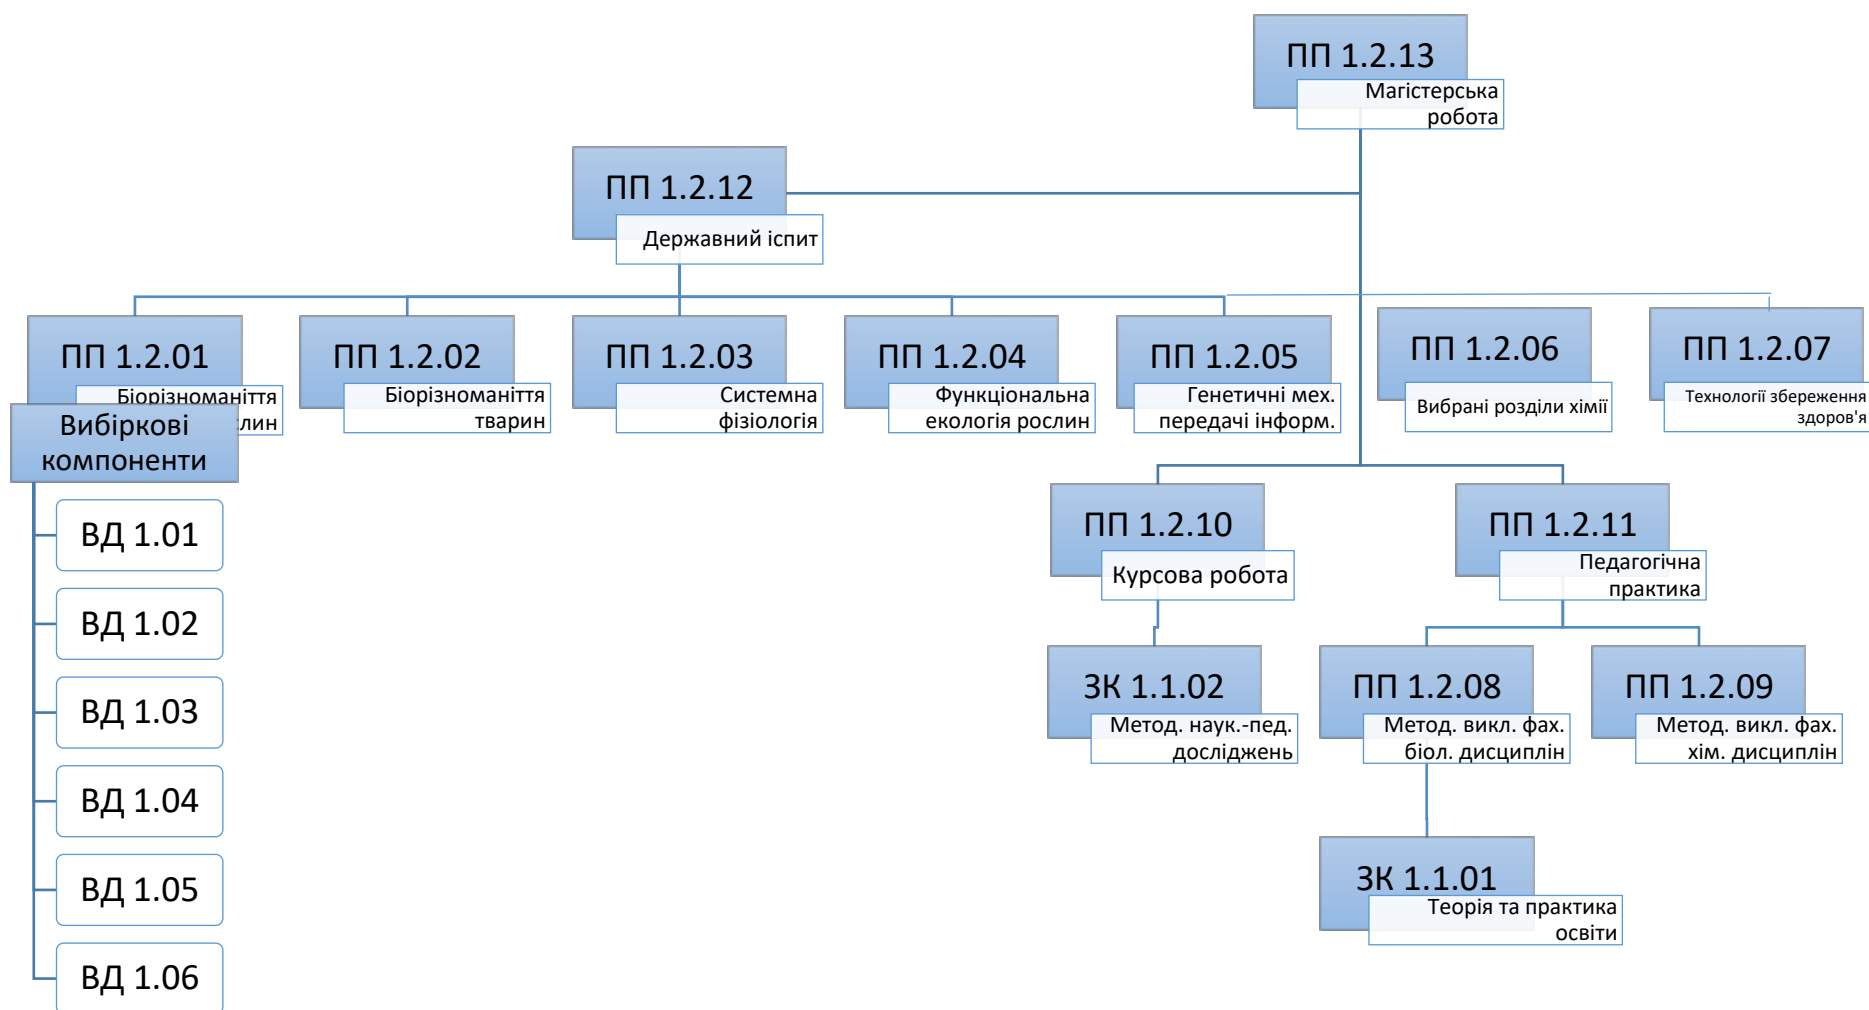 ПП 1.2.13
Магістерська
робота
ПП 1.2.12
Державний іспит
ПП 1.2.01
Біорізноманіття
слин
ПП 1.2.02
Біорізноманіття
тварин
ПП 1.2.03
Системна
фізіологія
ПП 1.2.04
Функціональна
екологія рослин
ПП 1.2.05
Генетичні мех.
передачі інформ.
ПП 1.2.06
Вибрані розділи хімії
ПП 1.2.07
Технології збереження
здоров'я
Вибіркові
компоненти
ВД 1.01
ВД 1.02
ВД 1.03
ВД 1.04
ВД 1.05
ВД 1.06
ПП 1.2.10
Курсова робота
ПП 1.2.11
Педагогічна
практика
ЗК 1.1.02
Метод. наук.-пед.
досліджень
ПП 1.2.08
Метод. викл. фах.
біол. дисциплін
ПП 1.2.09
Метод. викл. фах.
хім. дисциплін
ЗК 1.1.01
Теорія та практика
освіти